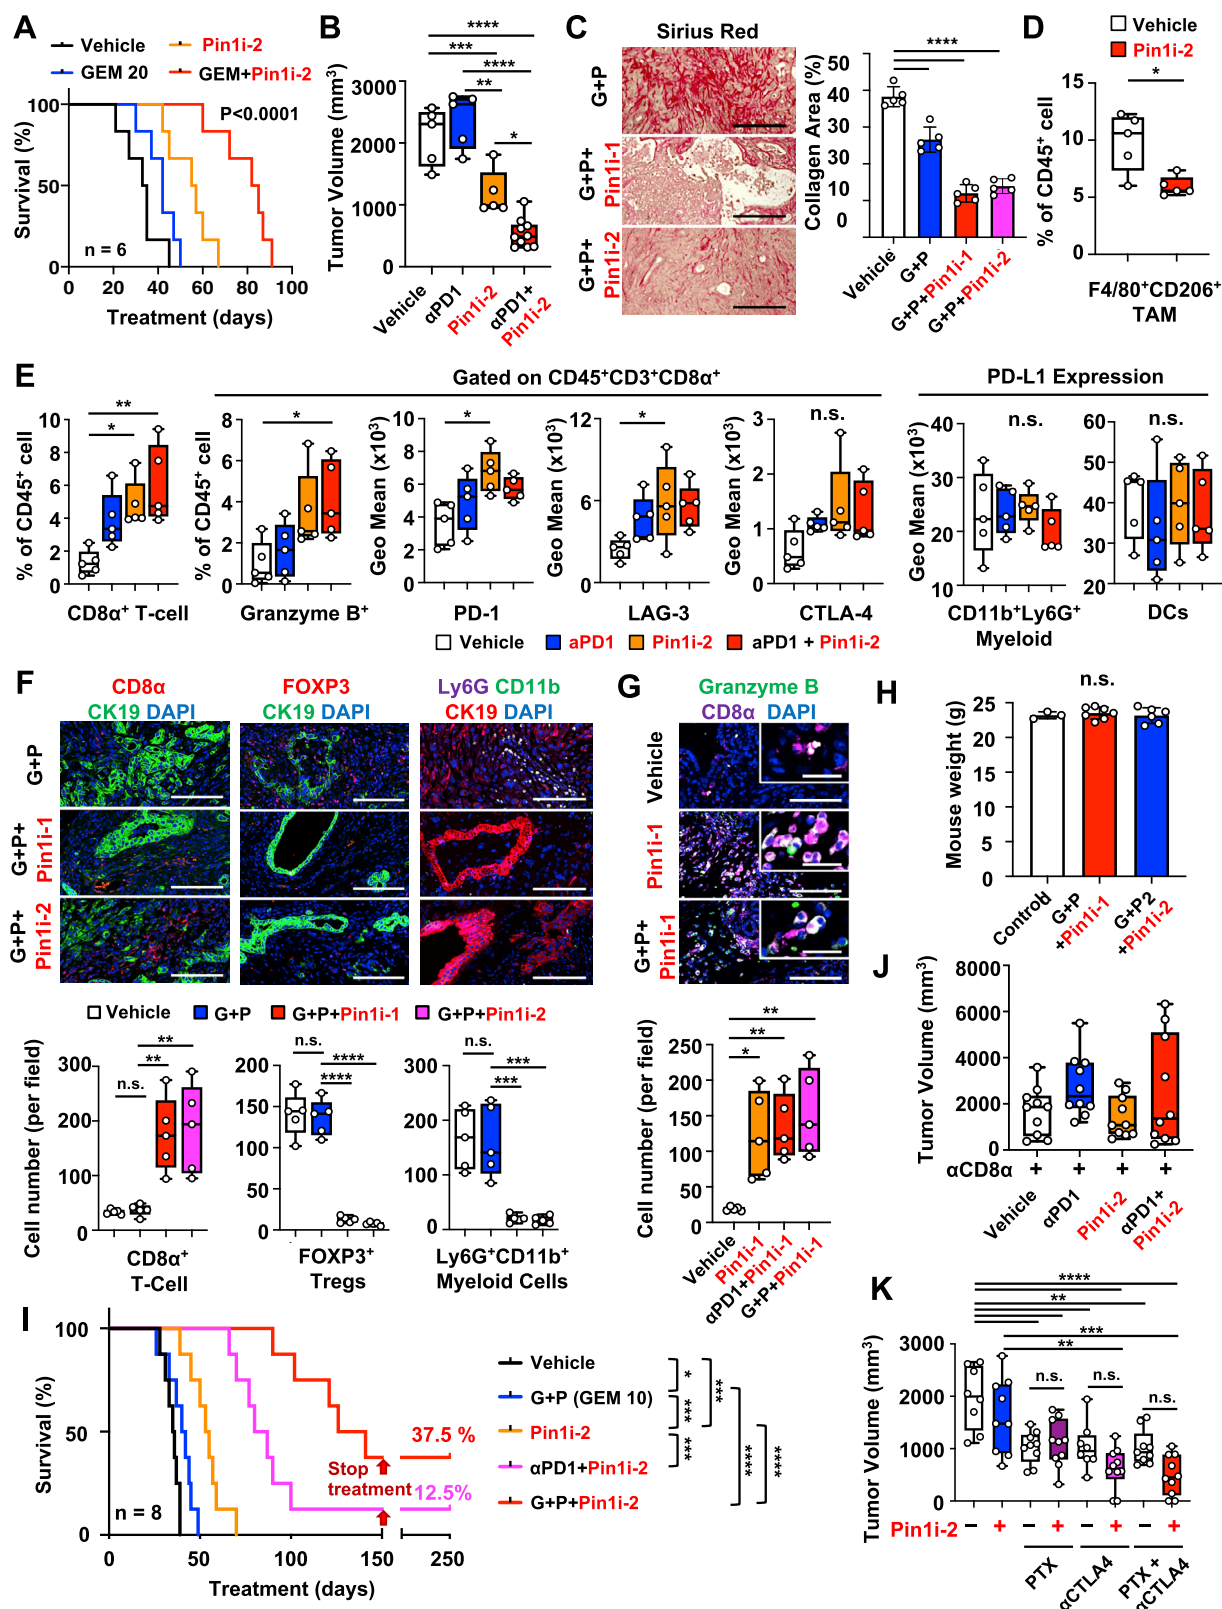 A
Vehicle
Pin1i-2
GEM 20
GEM+Pin1i-2
P<0.0001
Survival (%)
100
50
0
n = 6
0 20 40 60 80 100
Treatment (days)
B
****
***
****
**
*
Tumor Volume (mm³)
3000
2000
1000
0
Vehicle
αPD1
Pin1i-2
αPD1+
Pin1i-2
C
Sirius Red
G+P
G+P+
Pin1i-1
G+P+
Pin1i-2
****
Collagen Area (%)
50
40
30
10
0
Vehicle
G+P
G+P+Pin1i-1
G+P+Pin1i-2
D
Vehicle
Pin1i-2
*
% of CD45⁺ cell
15
10
5
0
F4/80⁺CD206⁺
TAM
E
Gated on CD45⁺CD3⁺CD8α⁺
PD-L1 Expression
% of CD45⁺ cell
10
8
6
4
2
0
**
*
CD8α⁺ T-cell
% of CD45⁺ cell
8
6
4
2
0
*
Granzyme B⁺
Geo Mean (x10³)
10
8
6
4
2
0
*
PD-1
Geo Mean (x10³)
12
9
6
3
0
*
LAG-3
Geo Mean (x10³)
3
2
1
0
n.s.
CTLA-4
Geo Mean (x10³)
40
30
20
10
n.s.
CD11b⁺Ly6G⁺
Myeloid
Geo Mean (x10³)
60
50
40
30
20
n.s.
DCs
Vehicle
aPD1
Pin1i-2
aPD1 + Pin1i-2
F
CD8α
CK19 DAPI
FOXP3
CK19 DAPI
Ly6G CD11b
CK19 DAPI
G+P
G+P+
Pin1i-1
G+P+
Pin1i-2
Vehicle
G+P
G+P+Pin1i-1
G+P+Pin1i-2
Cell number (per field)
300
200
100
0
n.s.
**
**
CD8α⁺
T-Cell
200
150
100
50
0
n.s.
****
****
FOXP3⁺
Tregs
300
200
100
0
n.s.
***
***
Ly6G⁺CD11b⁺
Myeloid Cells
G
Granzyme B
CD8α DAPI
Vehicle
Pin1i-1
G+P+
Pin1i-1
Cell number (per field)
250
200
150
100
50
0
**
**
*
Vehicle
Pin1i-1
αPD1+Pin1i-1
G+P+Pin1i-1
H
n.s.
Mouse weight (g)
25
20
15
10
5
0
Controd
G+P
+Pin1i-1
G+P2
+Pin1i-2
I
Survival (%)
100
50
0
n = 8
37.5 %
Stop
treatment
12.5%
0 50 100 150 250
Treatment (days)
Vehicle
G+P (GEM 10)
Pin1i-2
αPD1+Pin1i-2
G+P+Pin1i-2
*
***
***
***
****
****
J
Tumor Volume (mm³)
8000
6000
4000
2000
0
αCD8α + + + +
Vehicle
αPD1
Pin1i-2
αPD1+
Pin1i-2
K
****
**
***
**
n.s.
n.s.
n.s.
Tumor Volume (mm³)
3000
2000
1000
0
Pin1i-2 − + − + − + − +
PTX
αCTLA4
PTX +
αCTLA4